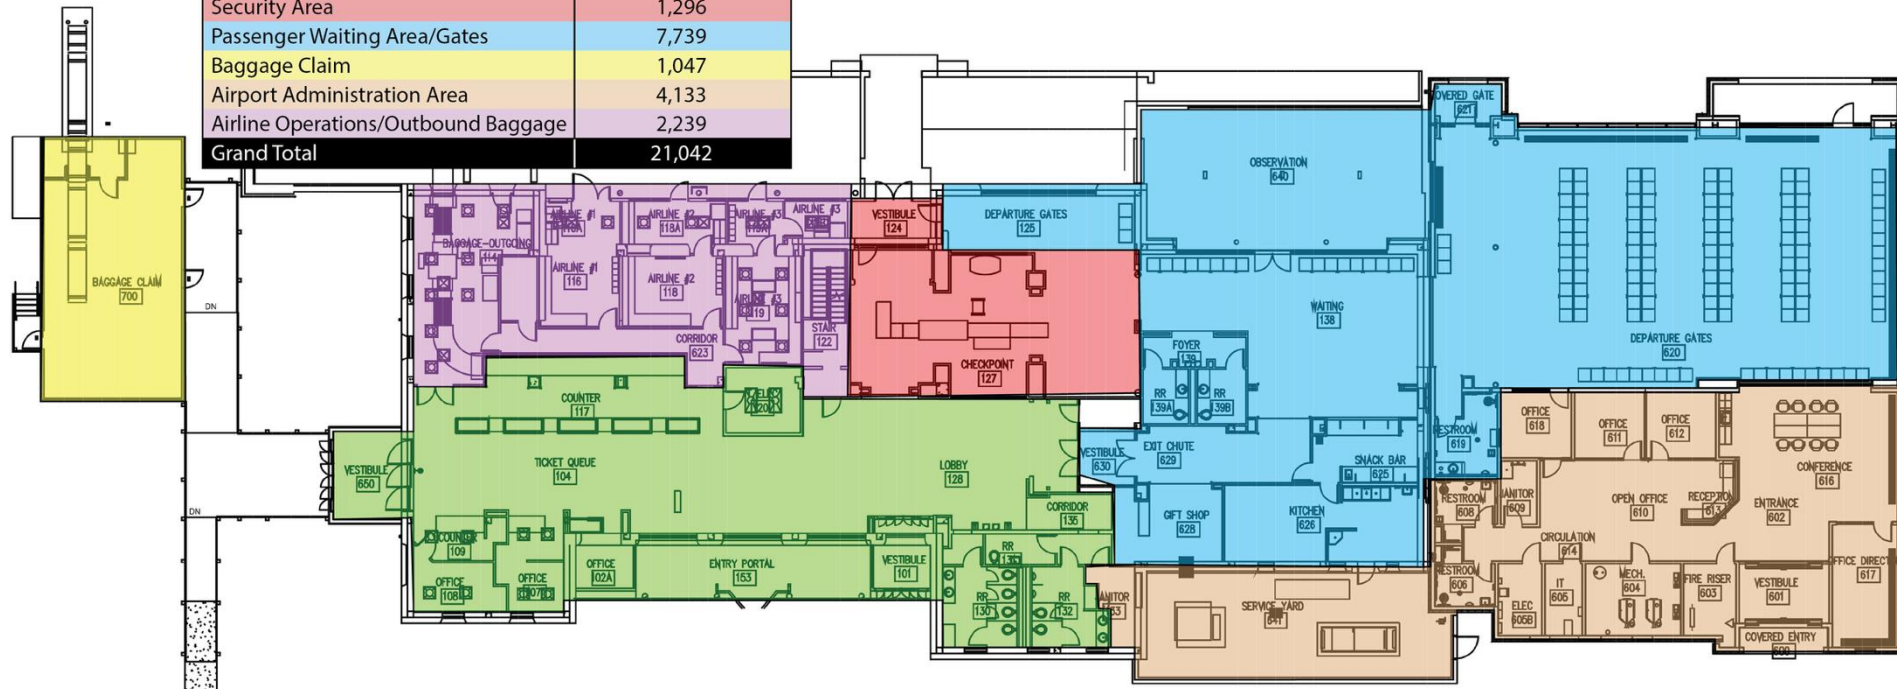 Security Area 1,296
Passenger Waiting Area/Gates 7,739
Baggage Claim 1,047
Airport Administration Area 4,133
Airline Operations/Outbound Baggage 2,239
Grand Total 21,042
BAGGAGE CLAIM
700
DN
DN
BAGGAGE-OUTGOING
114
AIRLINE #1
AIRLINE #2
118A
AIRLINE #3
AIRLINE #3
AIRLINE #1
116
AIRLINE #2
118
CORRIDOR
623
STAIR
122
VESTIBULE
124
DEPARTURE GATES
125
CHECKPOINT
127
OBSERVATION
640
WAITING
138
FOYER
139
RR
139A
RR
139B
COVERED GATE
621
DEPARTURE GATES
620
RESTROOM
619
COUNTER
117
TICKET QUEUE
104
LOBBY
128
VESTIBULE
650
VESTIBULE
630
EXIT CHUTE
629
SNACK BAR
625
GIFT SHOP
628
KITCHEN
626
CORRIDOR
135
COUNTER
109
OFFICE
108
OFFICE
107
OFFICE
102A
ENTRY PORTAL
153
VESTIBULE
101
RR
RR
130
RR
132
SERVICE YARD
641
OFFICE
618
OFFICE
611
OFFICE
612
CONFERENCE
616
RESTROOM
608
JANITOR
609
OPEN OFFICE
610
RECEPTION
613
ENTRANCE
602
CIRCULATION
614
RESTROOM
606
ELEC
605B
IT
605
MECH.
604
FIRE RISER
603
VESTIBULE
601
617
COVERED ENTRY
600